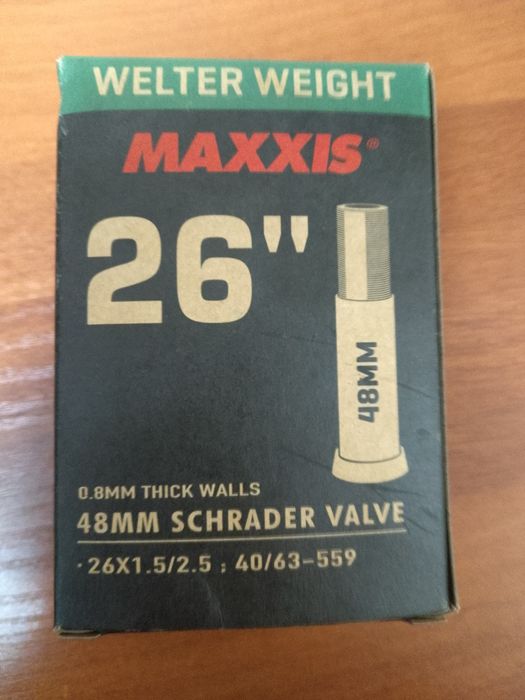 WELTER WEIGHT
MAXXIS®
26"
48MM
0.8MM THICK WALLS
48MM SCHRADER VALVE
·26X1.5/2.5 ; 40/63-559